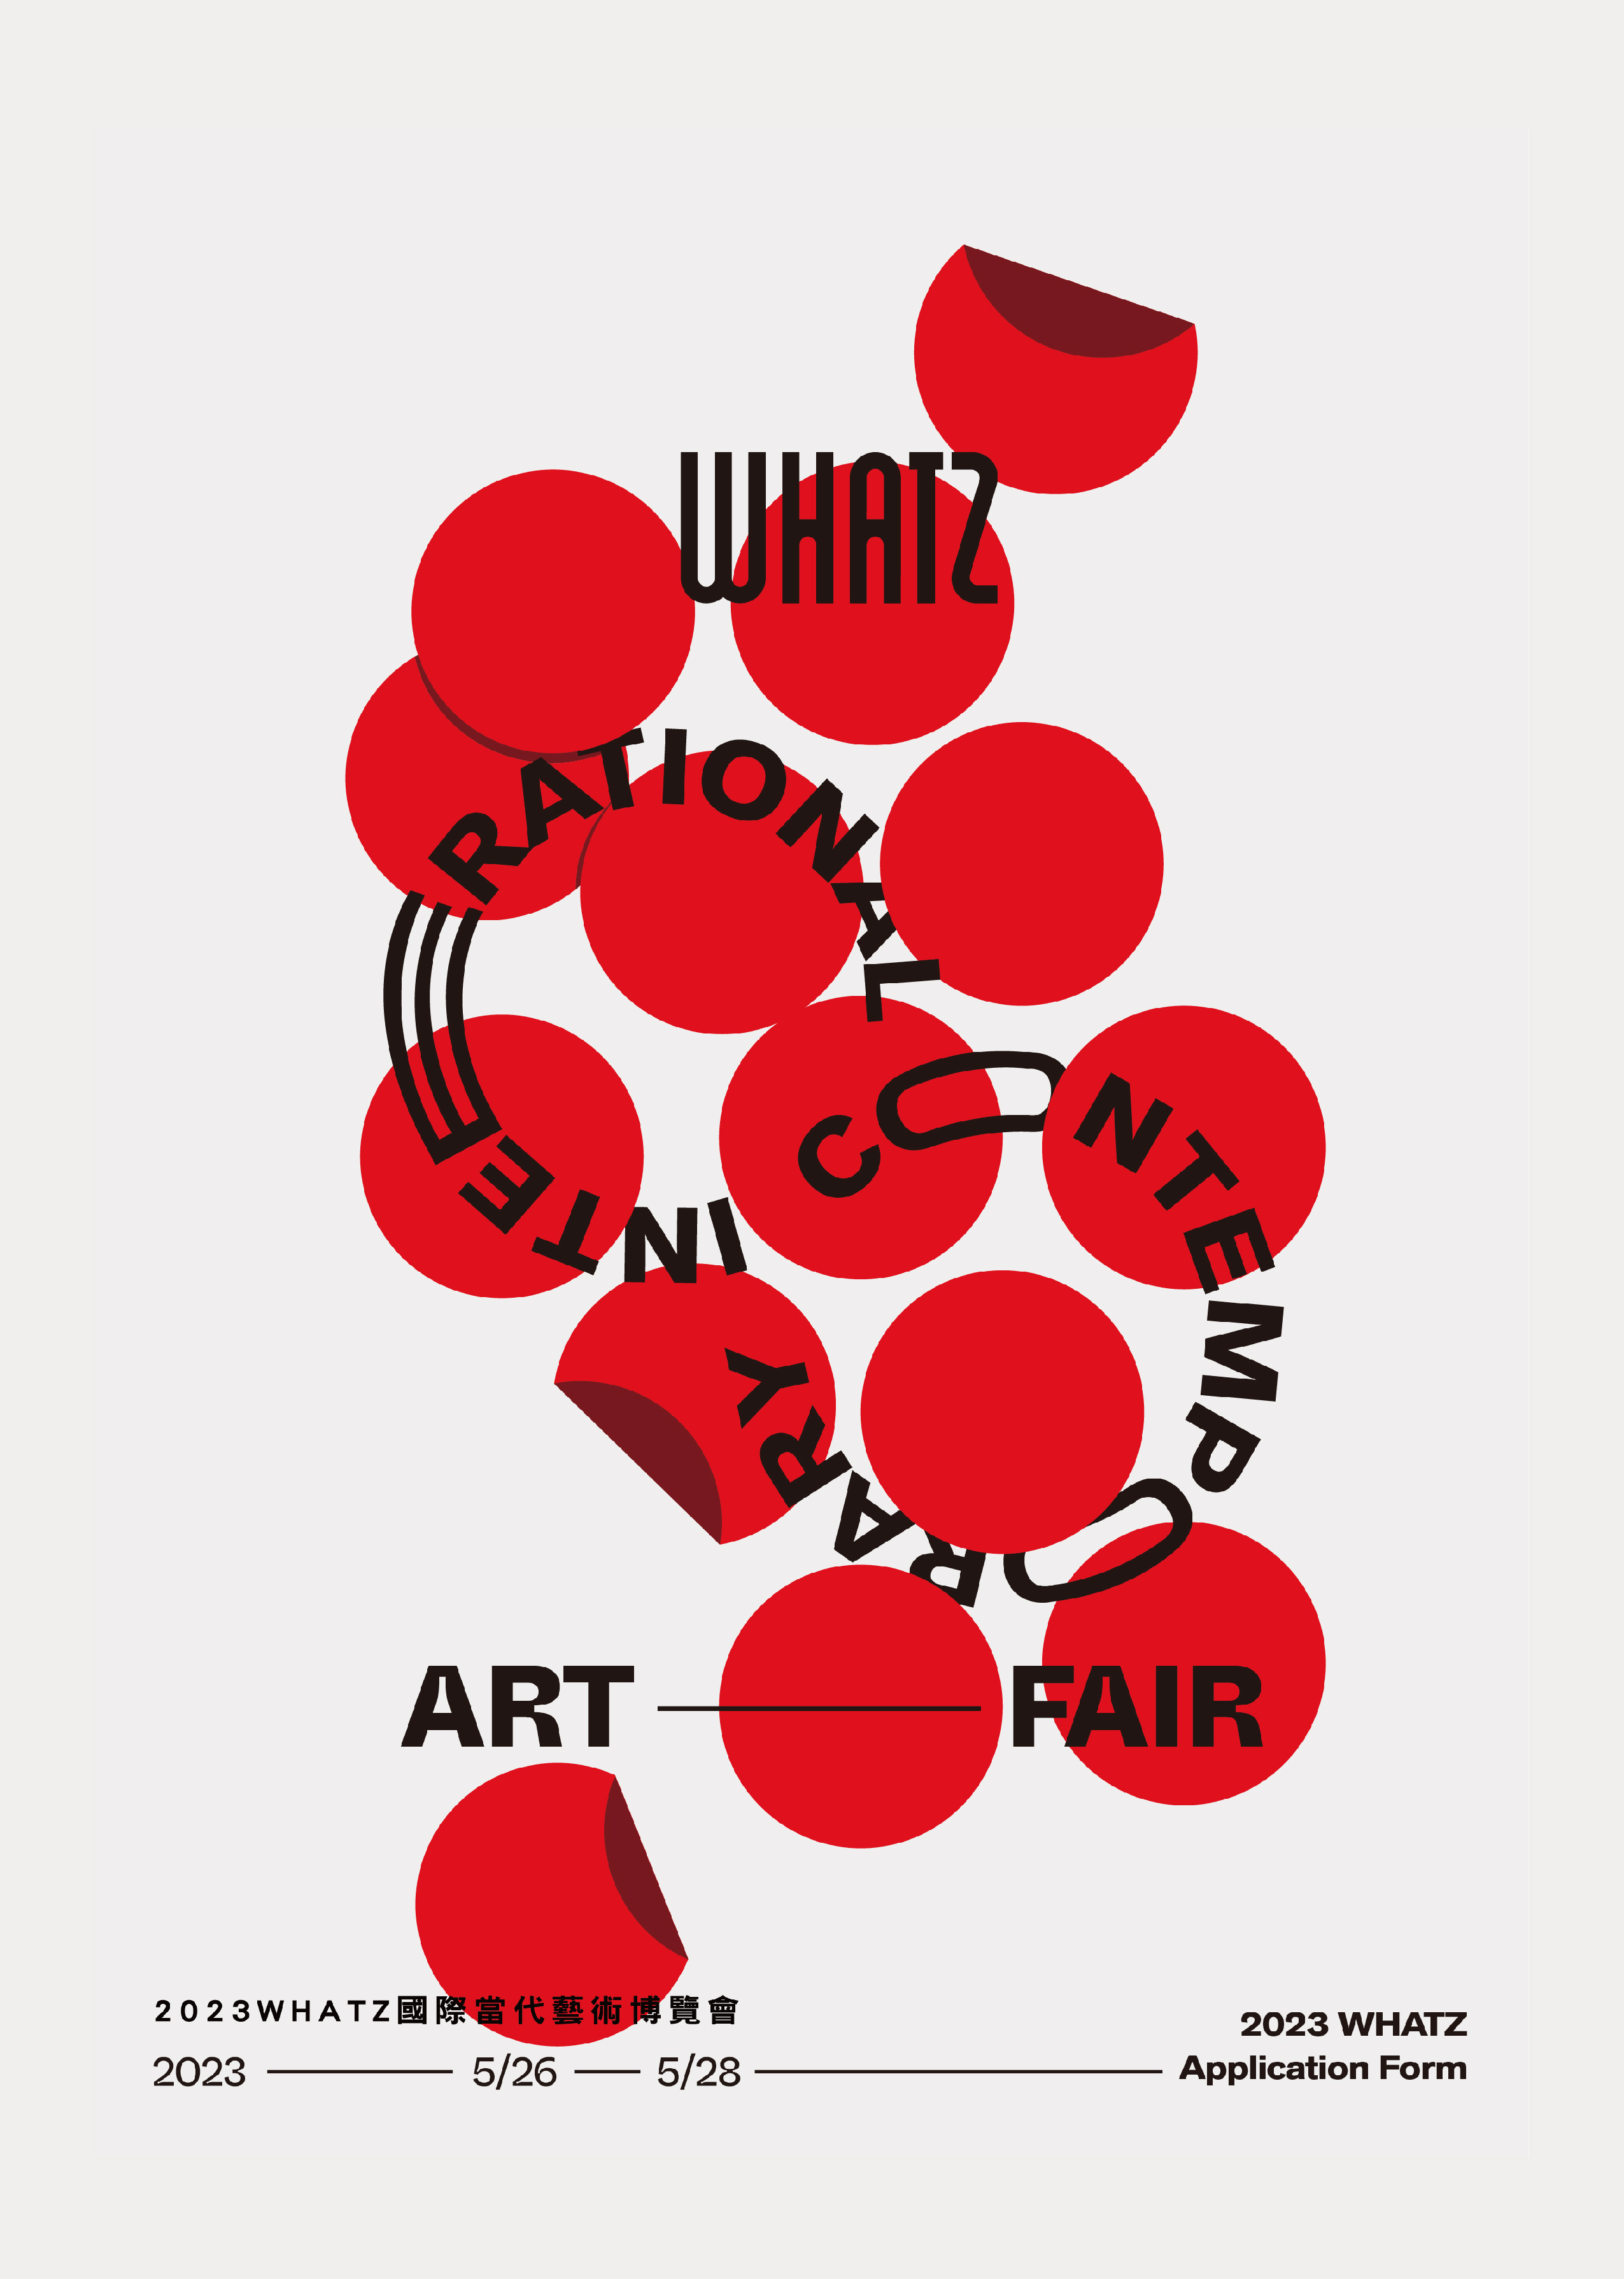 WHATZ
INTEERATIONAL
CONTEMPORARY
ART — FAIR
2023WHATZ國際當代藝術博覽會
2023 — 5/26 — 5/28 —
2023 WHATZ
Application Form